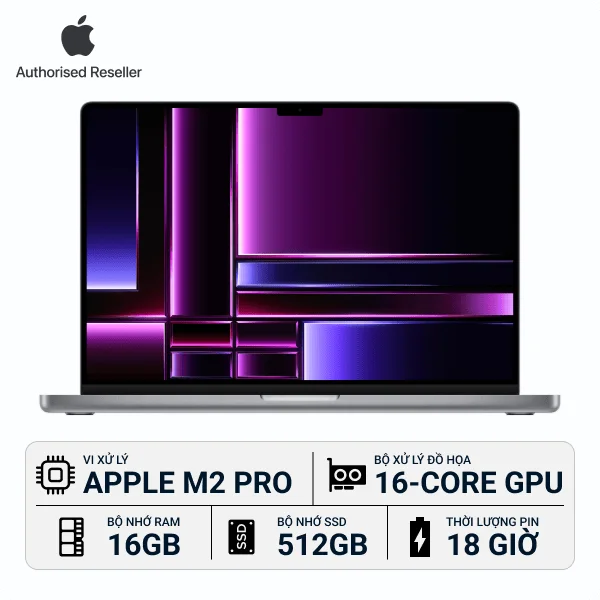 Authorised Reseller
VI XỬ LÝ
APPLE M2 PRO
BỘ XỬ LÝ ĐỒ HỌA
16-CORE GPU
BỘ NHỚ RAM
16GB
SSD
BỘ NHỚ SSD
512GB
THỜI LƯỢNG PIN
18 GIỜ